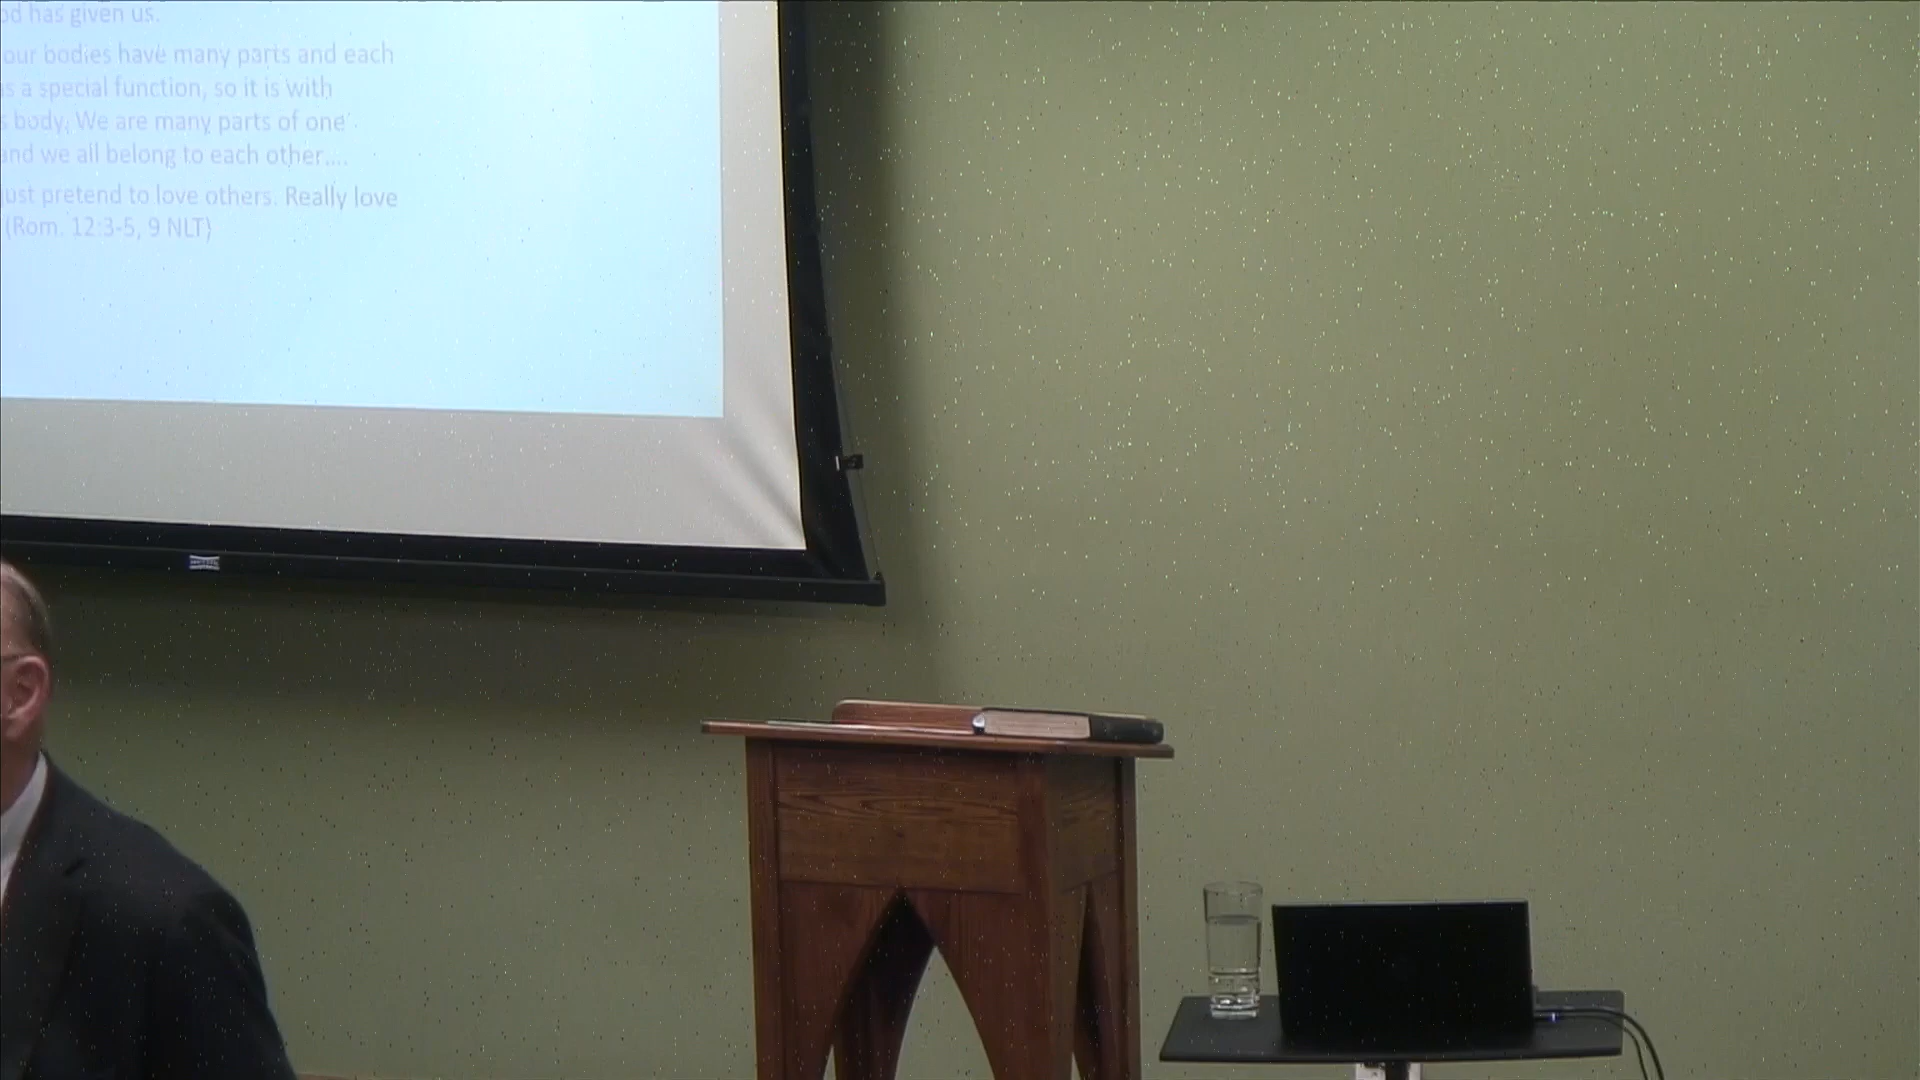 od has given us.
our bodies have many parts and each
s a special function, so it is with
s body. We are many parts of one
and we all belong to each other....
just pretend to love others. Really love
(Rom. 12:3-5, 9 NLT)